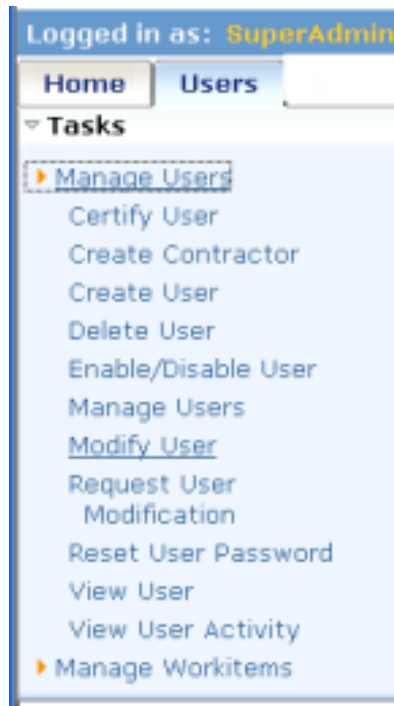 Logged in as: SuperAdmin
Home Users
Tasks
Manage Users
Certify User
Create Contractor
Create User
Delete User
Enable/Disable User
Manage Users
Modify User
Request User
Modification
Reset User Password
View User
View User Activity
Manage Workitems